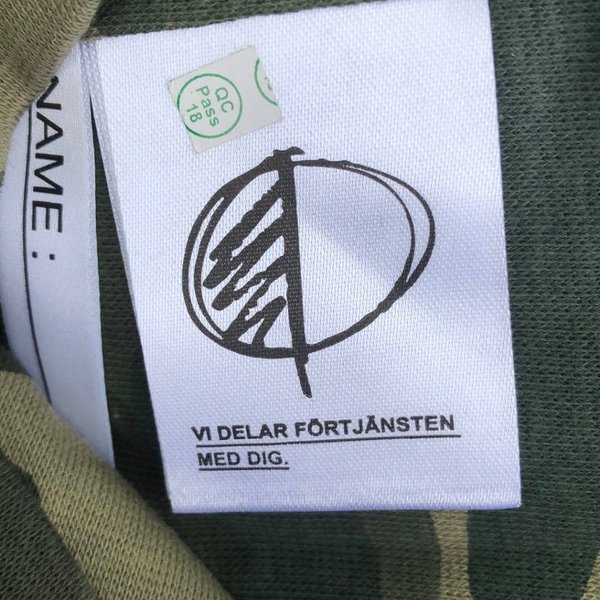 QC
Pass
18
NAME :
VI DELAR FÖRTJÄNSTEN
MED DIG.